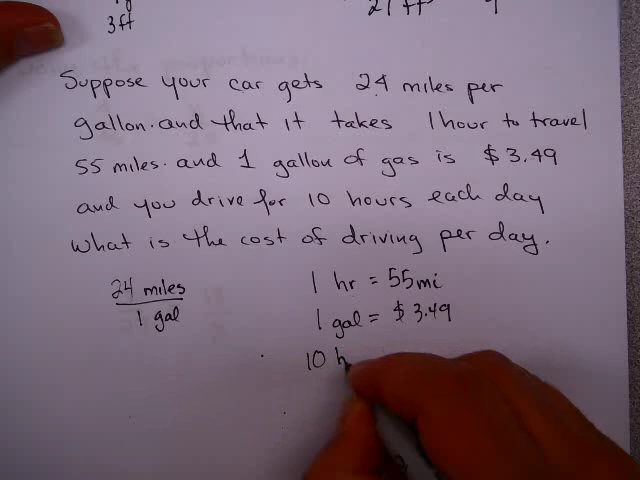 3ft
21 ft
Suppose your car gets 24 miles per
gallon. and that it takes 1 hour to travel
55 miles. and 1 gallon of gas is $3.49
and you drive for 10 hours each day
what is the cost of driving per day.
24 miles
1 gal
1 hr = 55mi
1 gal = $3.49
10 h